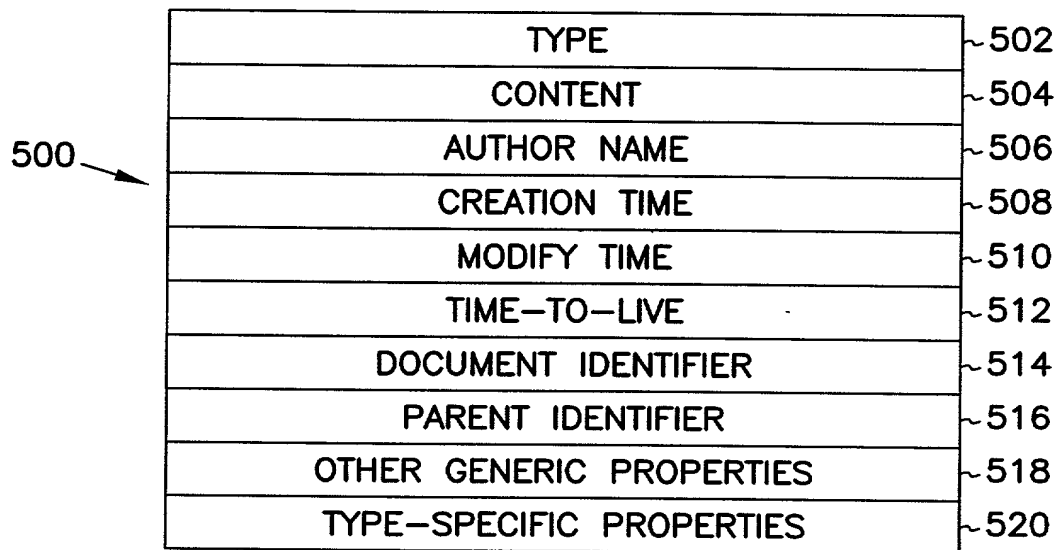 TYPE 502
CONTENT 504
500 AUTHOR NAME 506
CREATION TIME 508
MODIFY TIME 510
TIME-TO-LIVE 512
DOCUMENT IDENTIFIER 514
PARENT IDENTIFIER 516
OTHER GENERIC PROPERTIES 518
TYPE-SPECIFIC PROPERTIES 520